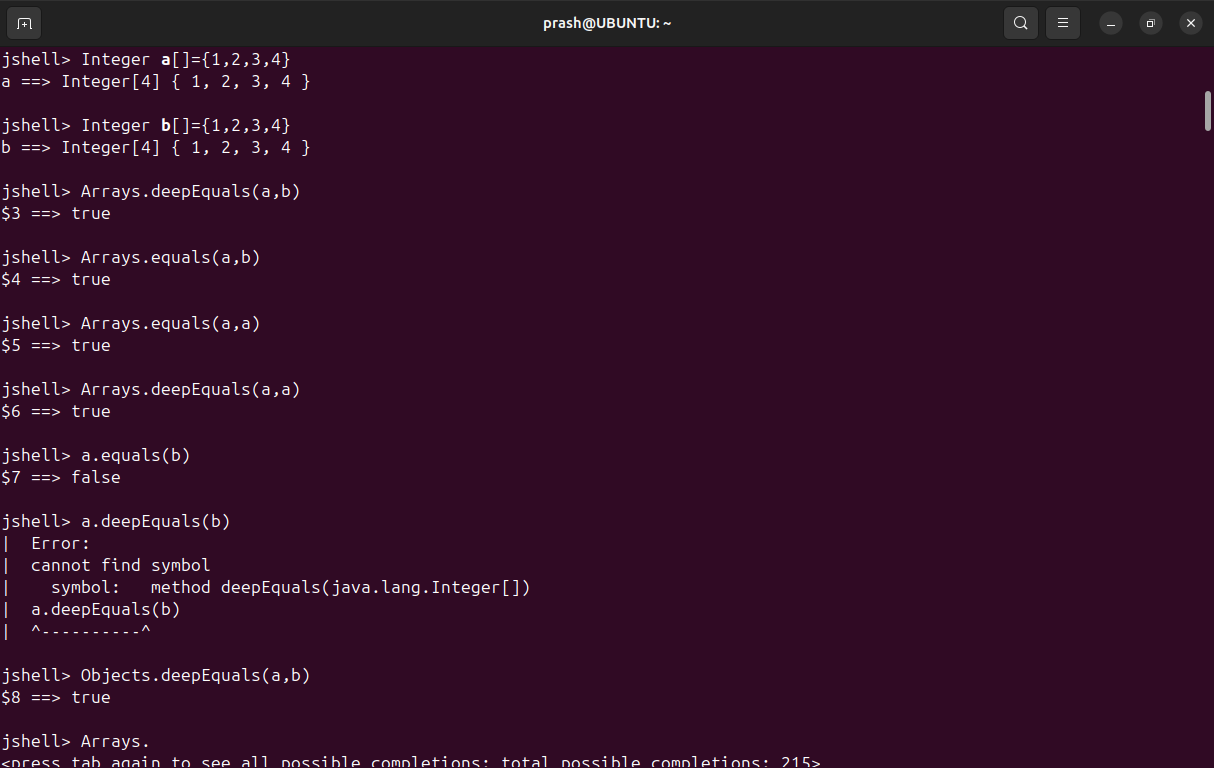 prash@UBUNTU: ~
jshell> Integer a[]={1,2,3,4}
a ==> Integer[4] { 1, 2, 3, 4 }
jshell> Integer b[]={1,2,3,4}
b ==> Integer[4] { 1, 2, 3, 4 }
jshell> Arrays.deepEquals(a,b)
$3 ==> true
jshell> Arrays.equals(a,b)
$4 ==> true
jshell> Arrays.equals(a,a)
$5 ==> true
jshell> Arrays.deepEquals(a,a)
$6 ==> true
jshell> a.equals(b)
$7 ==> false
jshell> a.deepEquals(b)
|  Error:
|  cannot find symbol
|    symbol:   method deepEquals(java.lang.Integer[])
|  a.deepEquals(b)
|  ^----------^
jshell> Objects.deepEquals(a,b)
$8 ==> true
jshell> Arrays.
<press tab again to see all possible completions; total possible completions: 215>